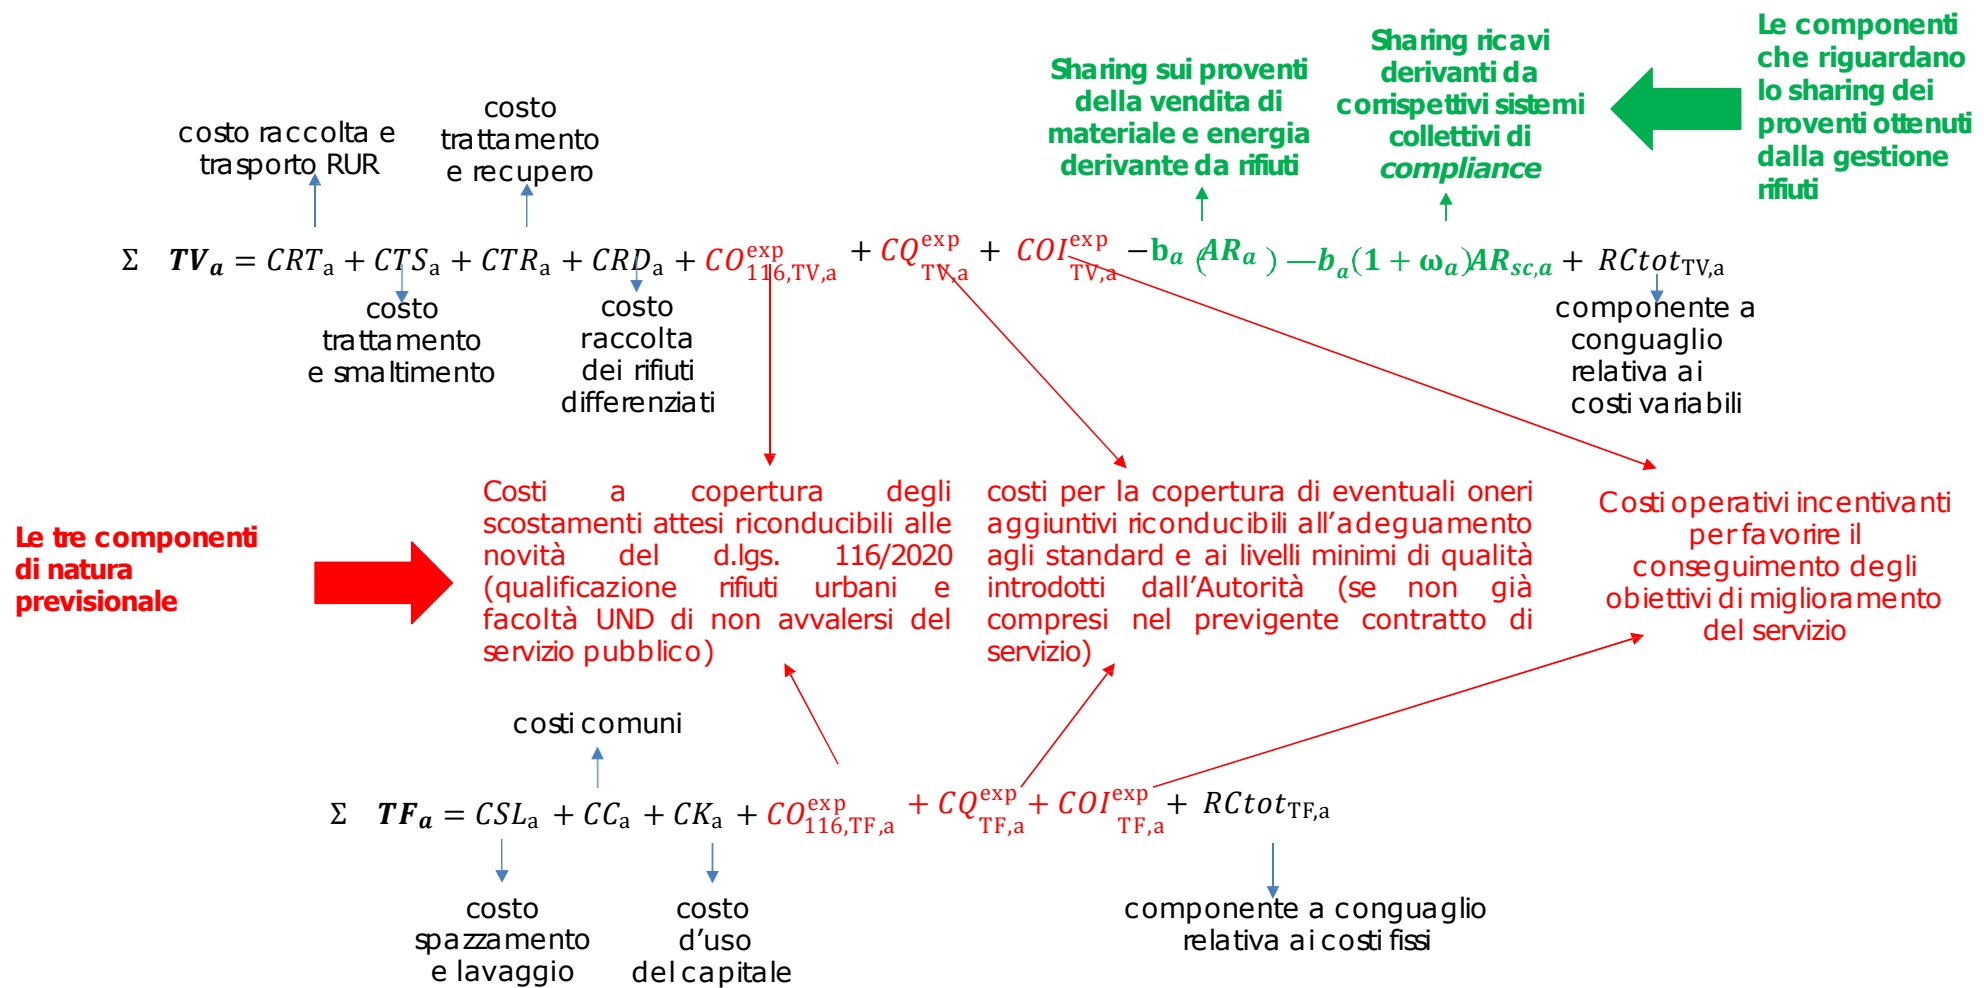 Le componenti
che riguardano
lo sharing dei
proventi ottenuti
dalla gestione
rifiuti
Sharing ricavi
derivanti da
corrispettivi sistemi
collettivi di
compliance
Sharing sui proventi
della vendita di
materiale e energia
derivante da rifiuti
costo
trattamento
e recupero
costo raccolta e
trasporto RUR
Σ TVₐ = CRTₐ + CTSₐ + CTRₐ + CRDₐ + CO^exp_116,TV,a + CQ^exp_TV,a + COI^exp_TV,a − bₐ (ARₐ ) — bₐ(1 + ωₐ)AR_sc,a + RCtot_TV,a
costo
trattamento
e smaltimento
costo
raccolta
dei rifiuti
differenziati
componente a
conguaglio
relativa ai
costi variabili
Le tre componenti
di natura
previsionale
Costi a copertura degli
scostamenti attesi riconducibili alle
novità del d.lgs. 116/2020
(qualificazione rifiuti urbani e
facoltà UND di non avvalersi del
servizio pubblico)
costi per la copertura di eventuali oneri
aggiuntivi riconducibili all’adeguamento
agli standard e ai livelli minimi di qualità
introdotti dall’Autorità (se non già
compresi nel previgente contratto di
servizio)
Costi operativi incentivanti
per favorire il
conseguimento degli
obiettivi di miglioramento
del servizio
costi comuni
Σ TFₐ = CSLₐ + CCₐ + CKₐ + CO^exp_116,TF,a + CQ^exp_TF,a + COI^exp_TF,a + RCtot_TF,a
costo
spazzamento
e lavaggio
costo
d’uso
del capitale
componente a conguaglio
relativa ai costi fissi